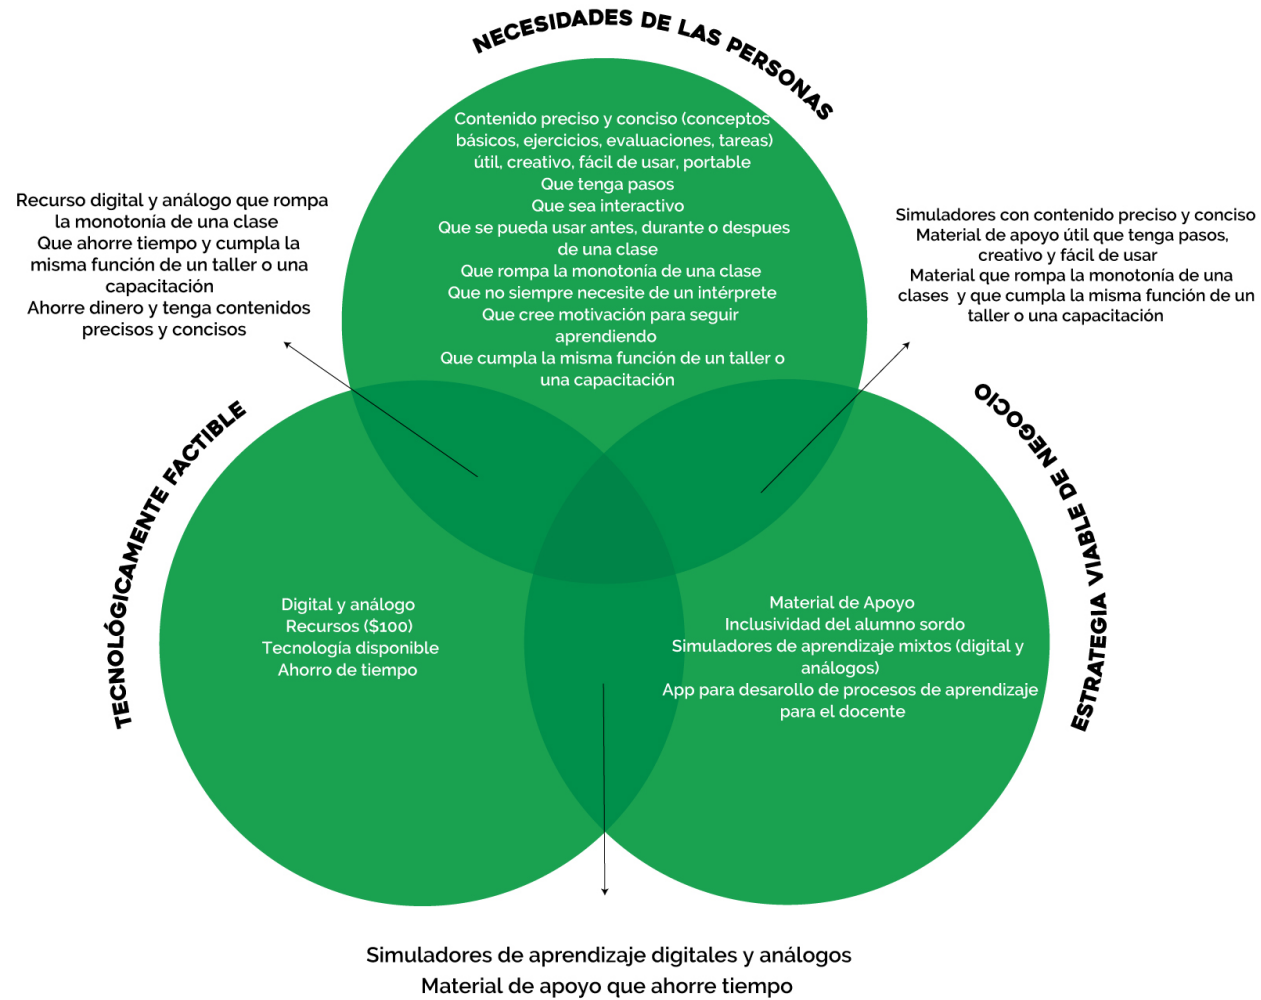 NECESIDADES DE LAS PERSONAS
Contenido preciso y conciso (conceptos
básicos, ejercicios, evaluaciones, tareas)
útil, creativo, fácil de usar, portable
Que tenga pasos
Que sea interactivo
Que se pueda usar antes, durante o despues
de una clase
Que rompa la monotonía de una clase
Que no siempre necesite de un intérprete
Que cree motivación para seguir
aprendiendo
Que cumpla la misma función de un taller o
una capacitación
Recurso digital y análogo que rompa
la monotonía de una clase
Que ahorre tiempo y cumpla la
misma función de un taller o una
capacitación
Ahorre dinero y tenga contenidos
precisos y concisos
Simuladores con contenido preciso y conciso
Material de apoyo útil que tenga pasos,
creativo y fácil de usar
Material que rompa la monotonía de una
clases y que cumpla la misma función de un
taller o una capacitación
TECNOLÓGICAMENTE FACTIBLE
Digital y análogo
Recursos ($100)
Tecnología disponible
Ahorro de tiempo
ESTRATEGIA VIABLE DE NEGOCIO
Material de Apoyo
Inclusividad del alumno sordo
Simuladores de aprendizaje mixtos (digital y
análogos)
App para desarollo de procesos de aprendizaje
para el docente
Simuladores de aprendizaje digitales y análogos
Material de apoyo que ahorre tiempo